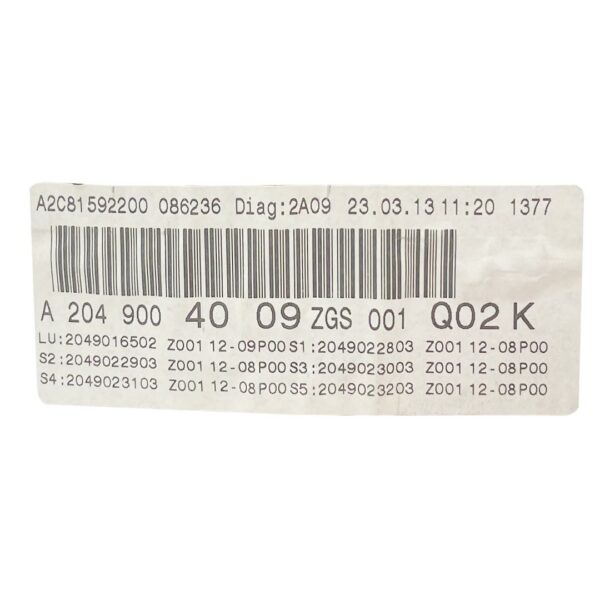 A2C81592200 086236 Diag:2A09 23.03.13 11:20 1377
A 204 900 40 09 ZGS 001 Q02 K
LU:2049016502 Z001 12-09P00 S1:2049022803 Z001 12-08P00
S2:2049022903 Z001 12-08P00 S3:2049023003 Z001 12-08P00
S4:2049023103 Z001 12-08P00 S5:2049023203 Z001 12-08P00